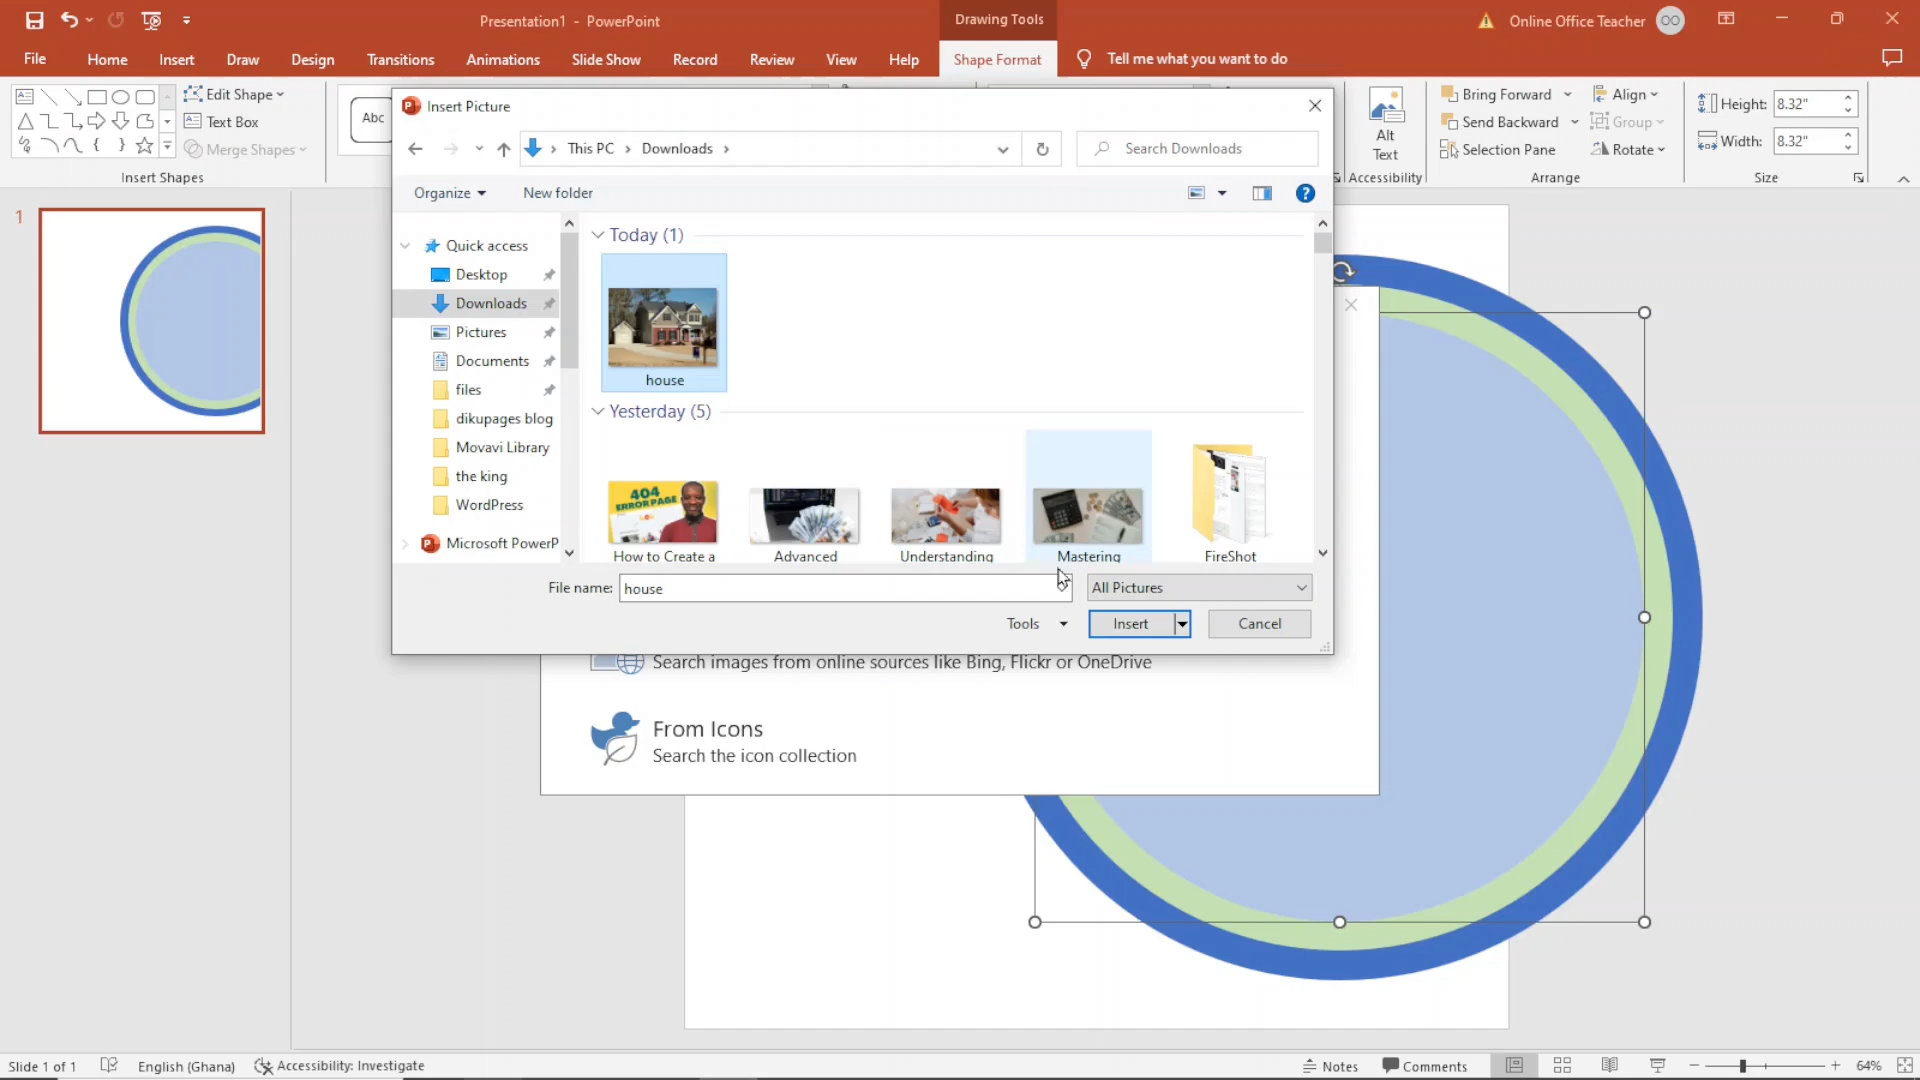 Presentation1 - PowerPoint
Drawing Tools
Online Office Teacher
OO
File Home Insert Draw Design Transitions Animations Slide Show Record Review View Help Shape Format Tell me what you want to do
Edit Shape
Text Box
Merge Shapes
Insert Shapes
Abc
Alt
Text
Accessibility
Bring Forward
Send Backward
Selection Pane
Align
Group
Rotate
Arrange
Height: 8.32"
Width: 8.32"
Size
Insert Picture
This PC
Downloads
Search Downloads
Organize
New folder
Quick access
Desktop
Downloads
Pictures
Documents
files
dikupages blog
Movavi Library
the king
WordPress
Microsoft PowerP
Today (1)
house
Yesterday (5)
404
ERROR PAGE
How to Create a
Advanced
Understanding
Mastering
FireShot
File name: house
All Pictures
Tools
Insert
Cancel
Search images from online sources like Bing, Flickr or OneDrive
From Icons
Search the icon collection
1
Slide 1 of 1
English (Ghana)
Accessibility: Investigate
Notes
Comments
64%